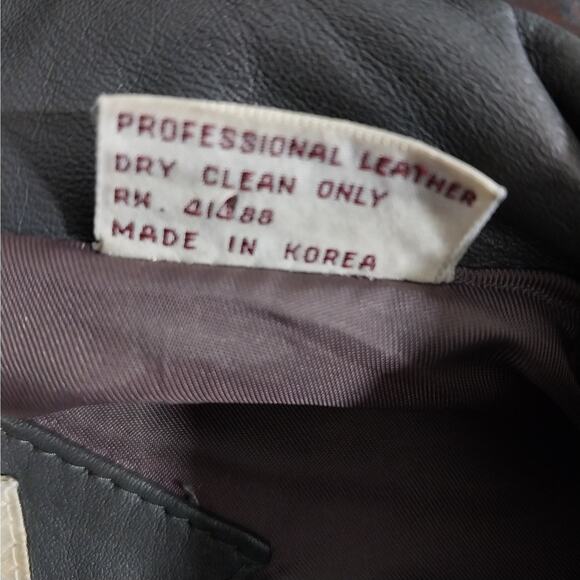 PROFESSIONAL LEATHER
DRY CLEAN ONLY
RN. 41488
MADE IN KOREA